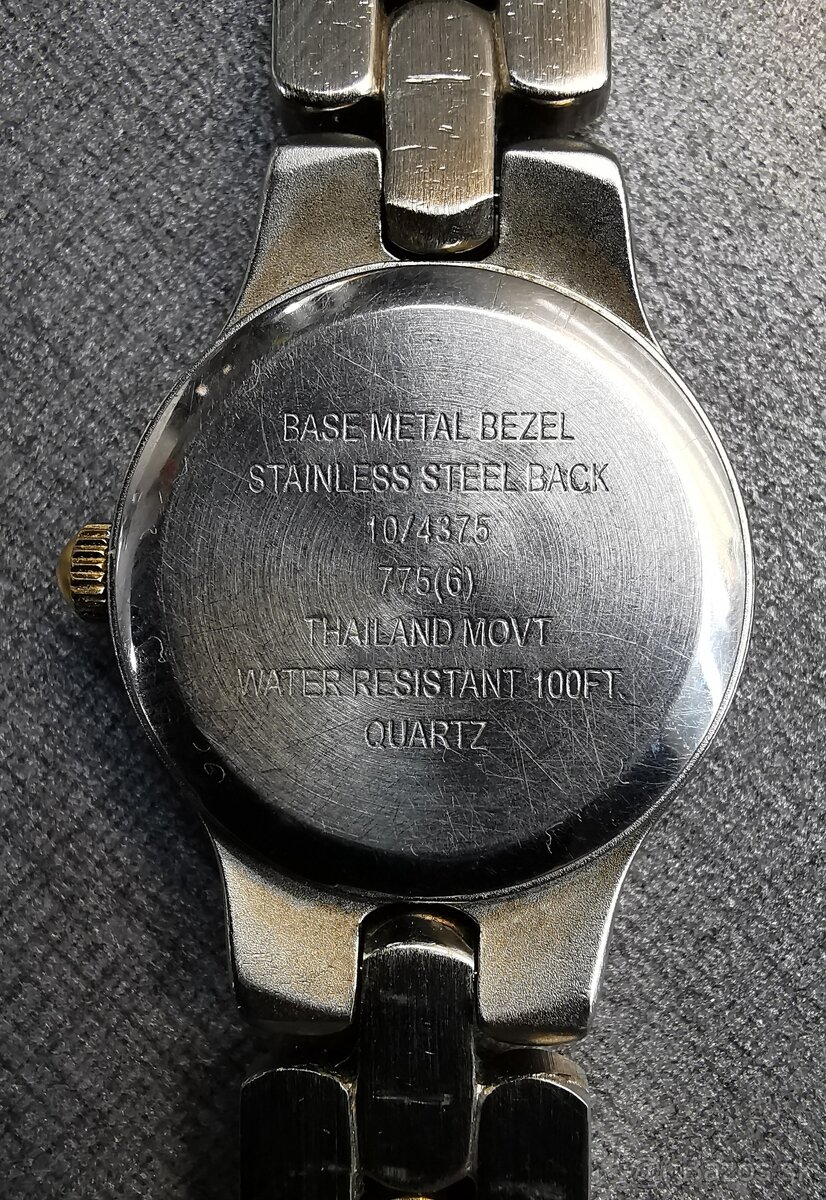 BASE METAL BEZEL
STAINLESS STEEL BACK
10/4375
775(6)
THAILAND MOVT
WATER RESISTANT 100FT.
QUARTZ